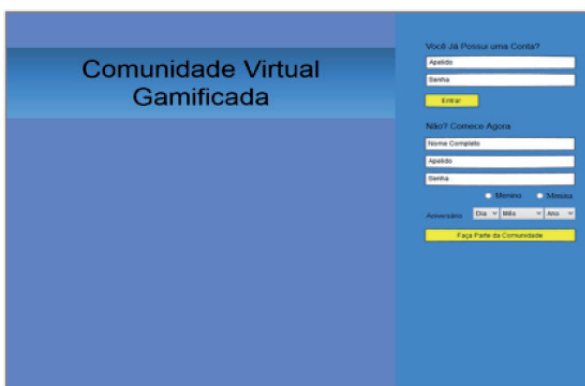 Comunidade Virtual
Gamificada
Você Já Possui uma Conta?
Apelido
Senha
Entrar
Não? Comece Agora
Nome Completo
Apelido
Senha
Menino Menina
Aniversário Dia Mês Ano
Faça Parte da Comunidade